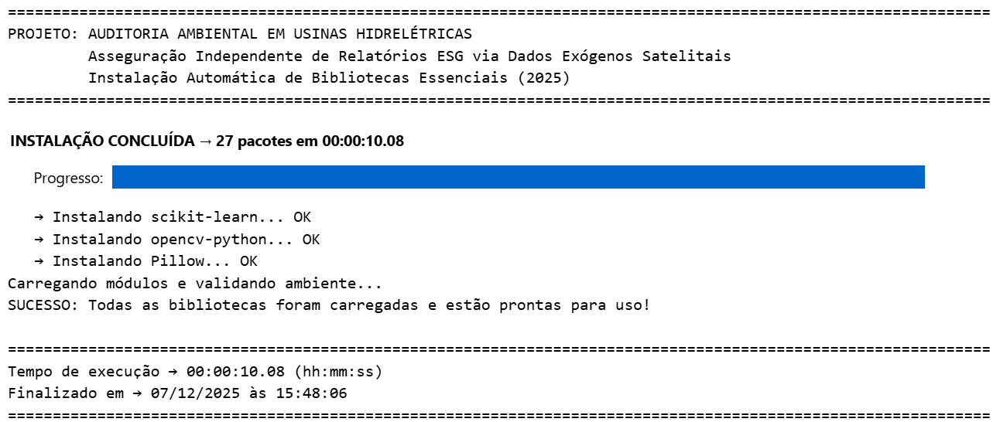 ==============================================================================================================
PROJETO: AUDITORIA AMBIENTAL EM USINAS HIDRELÉTRICAS
Asseguração Independente de Relatórios ESG via Dados Exógenos Satelitais
Instalação Automática de Bibliotecas Essenciais (2025)
==============================================================================================================
INSTALAÇÃO CONCLUÍDA → 27 pacotes em 00:00:10.08
Progresso:
→ Instalando scikit-learn... OK
→ Instalando opencv-python... OK
→ Instalando Pillow... OK
Carregando módulos e validando ambiente...
SUCESSO: Todas as bibliotecas foram carregadas e estão prontas para uso!
==============================================================================================================
Tempo de execução → 00:00:10.08 (hh:mm:ss)
Finalizado em → 07/12/2025 às 15:48:06
==============================================================================================================